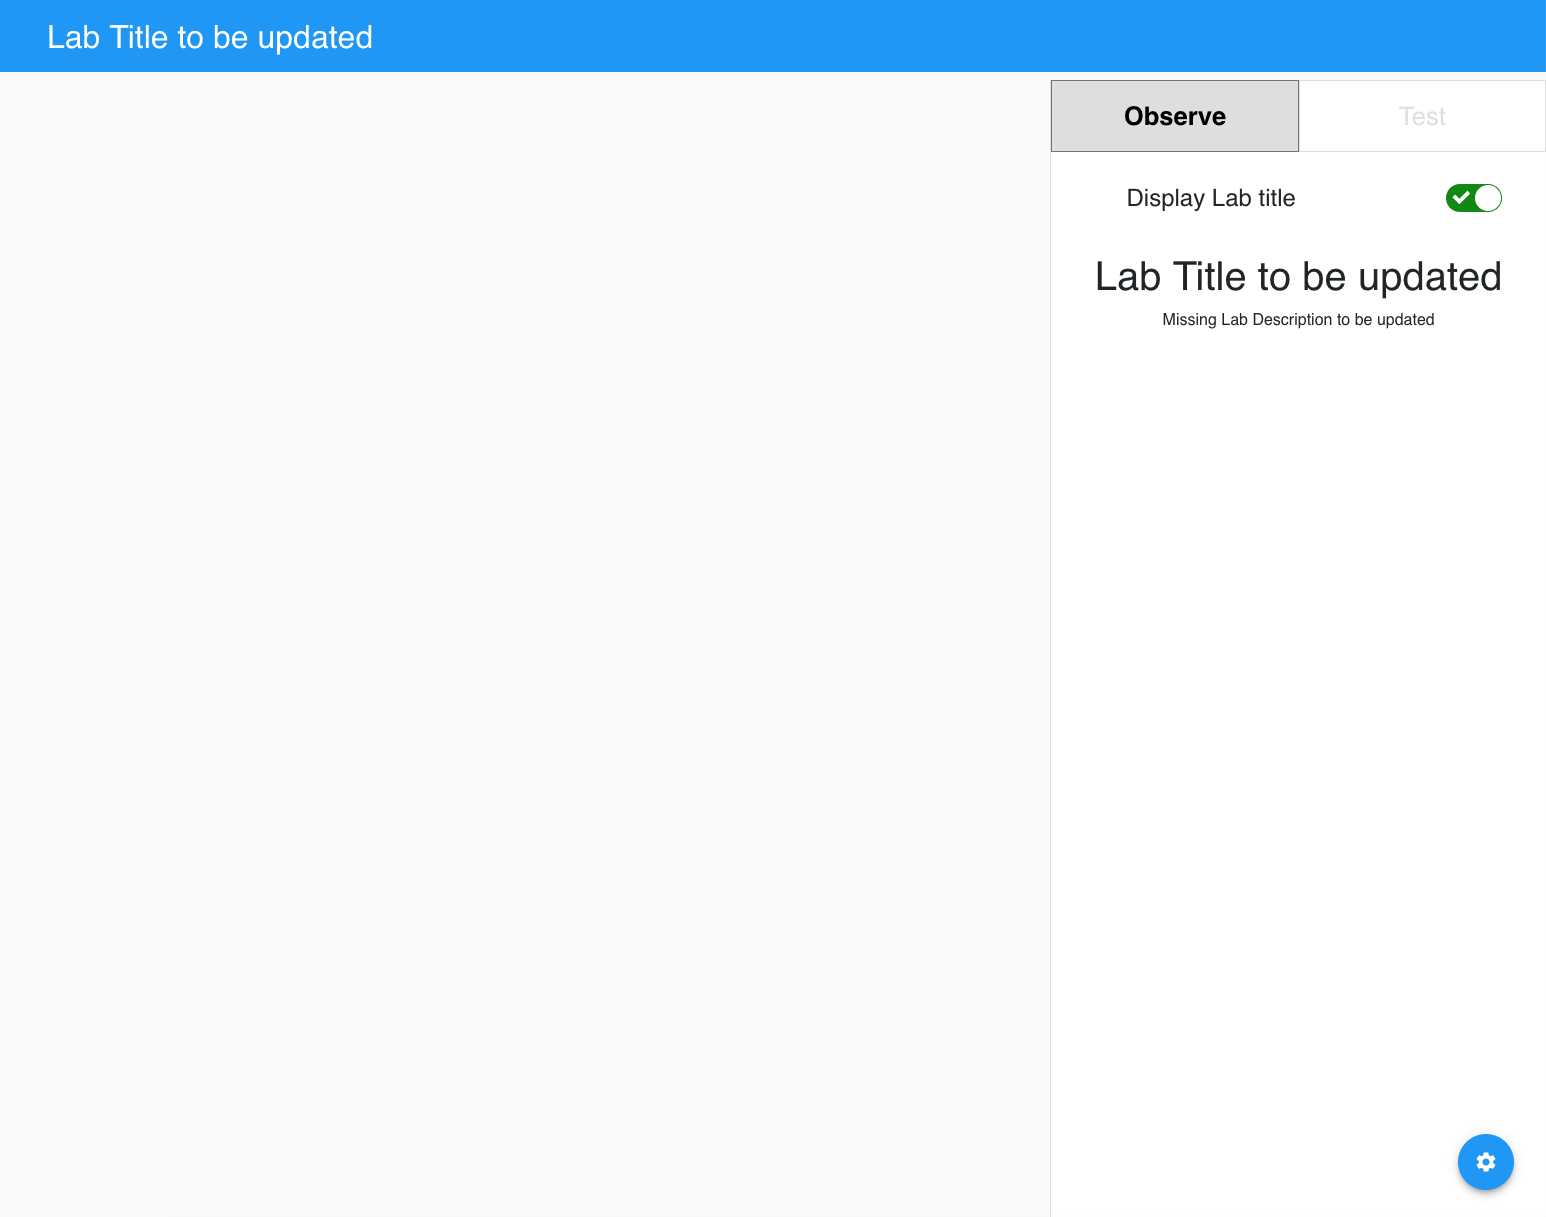 Lab Title to be updated
Observe
Test
Display Lab title
Lab Title to be updated
Missing Lab Description to be updated